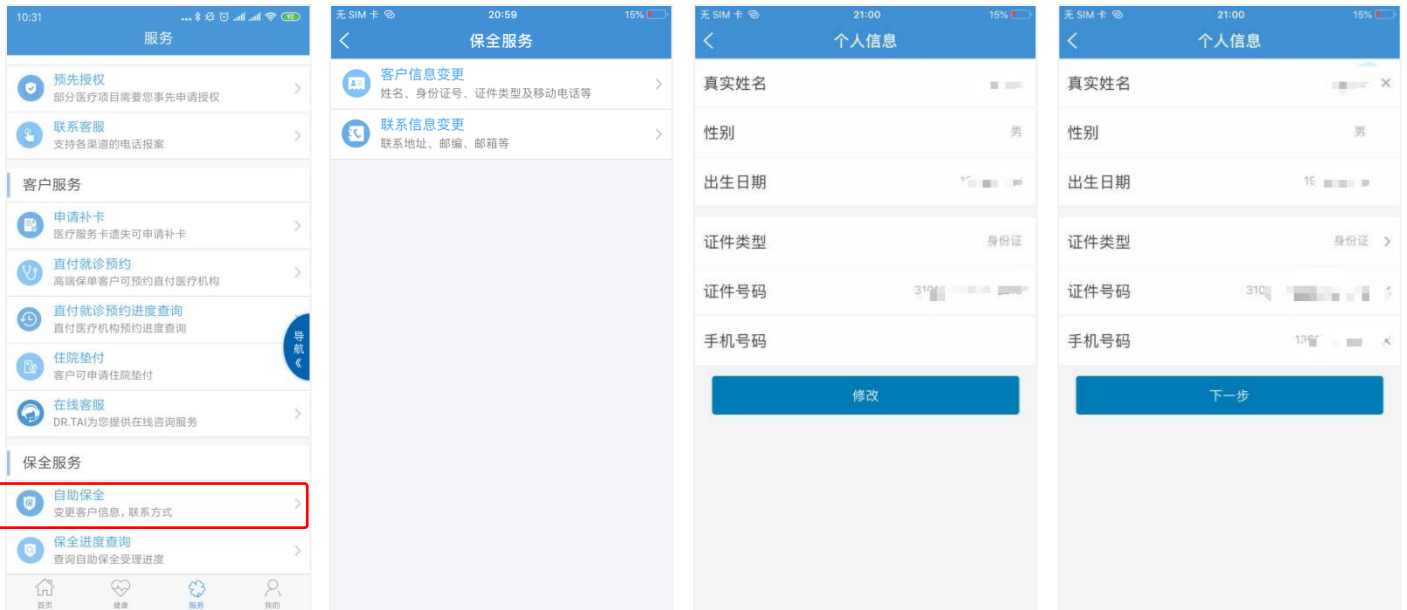 10:31
92
服务
预先授权
部分医疗项目需要您事先申请授权
联系客服
支持各渠道的电话报案
客户服务
申请补卡
医疗服务卡遗失可申请补卡
直付就诊预约
高端保单客户可预约直付医疗机构
直付就诊预约进度查询
直付医疗机构预约进度查询
导航
住院垫付
客户可申请住院垫付
在线客服
DR.TAI为您提供在线咨询服务
保全服务
自助保全
变更客户信息，联系方式
保全进度查询
查询自助保全受理进度
首页 健康 服务 我的
无 SIM 卡 20:59 15%
保全服务
客户信息变更
姓名、身份证号、证件类型及移动电话等
联系信息变更
联系地址、邮编、邮箱等
无 SIM 卡 21:00 15%
个人信息
真实姓名
性别 男
出生日期
证件类型 身份证
证件号码
手机号码
修改
无 SIM 卡 21:00 15%
个人信息
真实姓名
性别 男
出生日期
证件类型 身份证
证件号码 310
手机号码
下一步